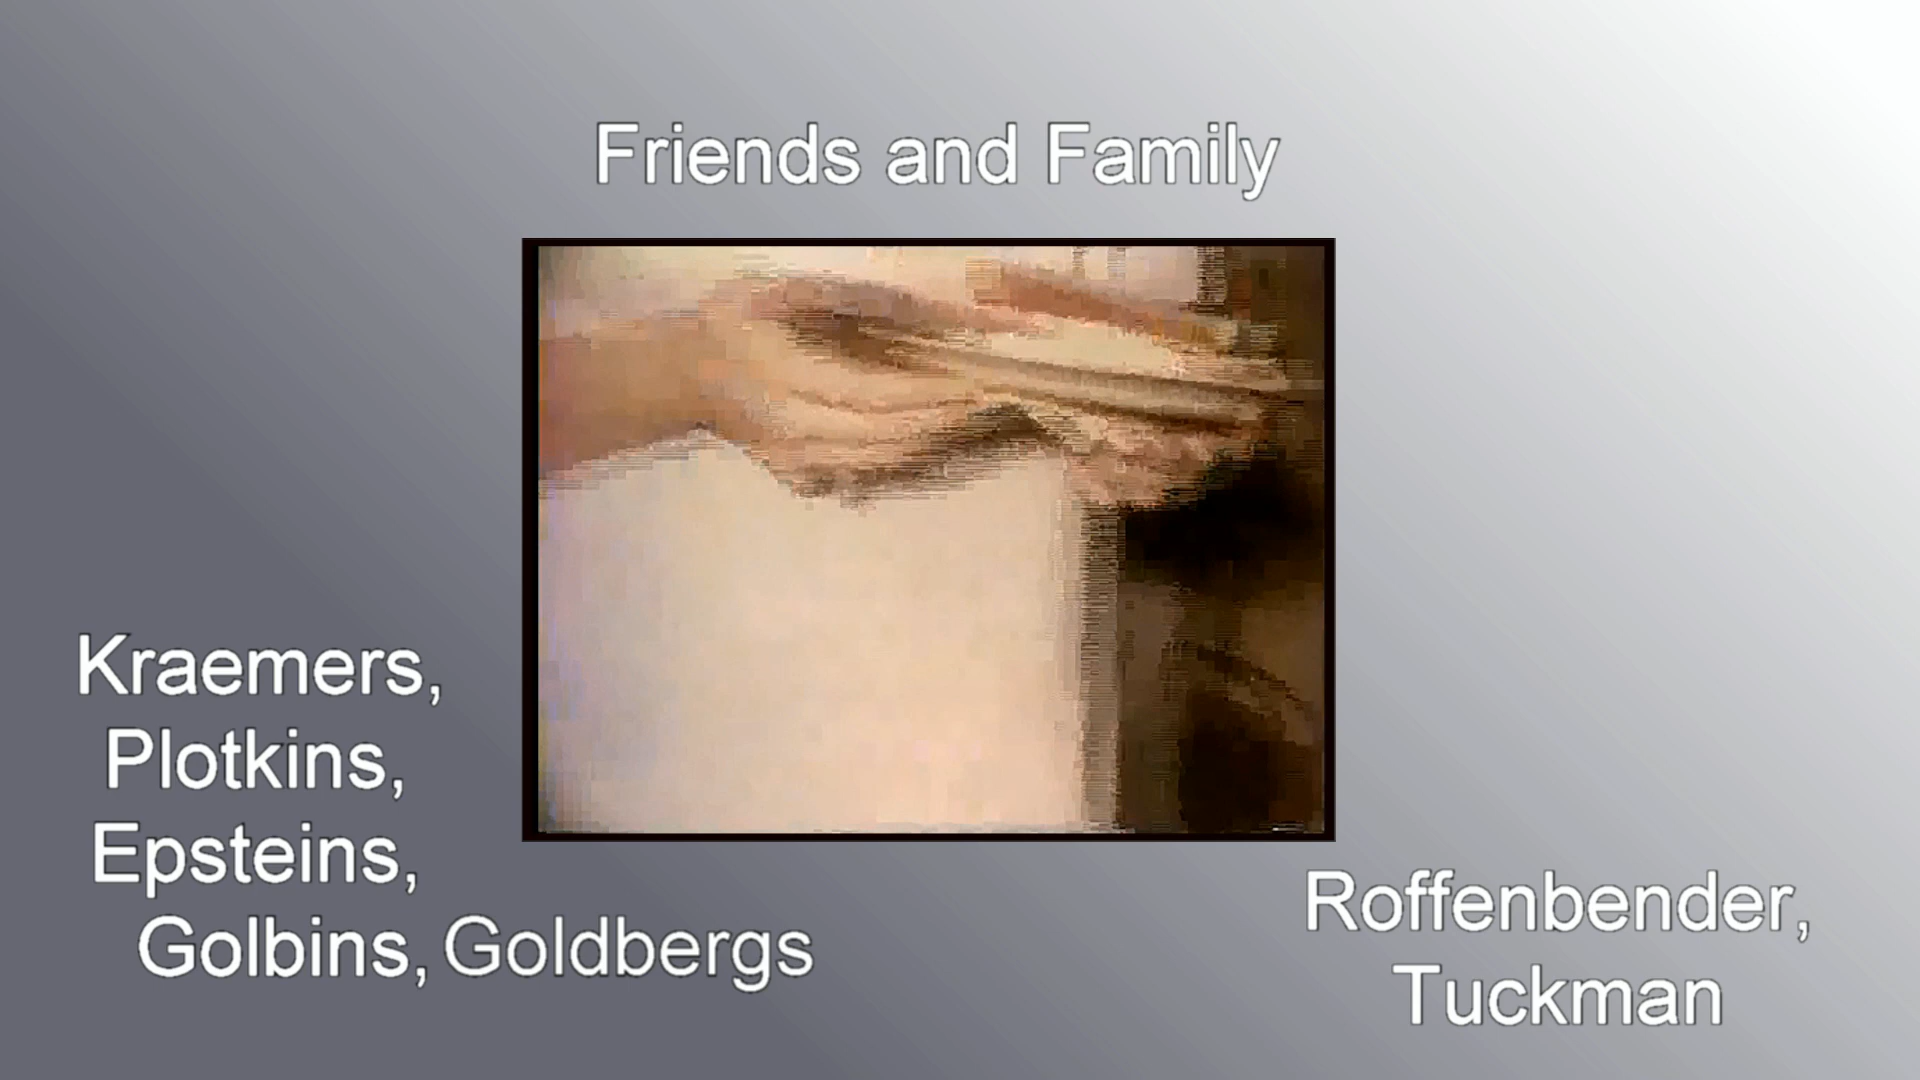 Friends and Family
Kraemers,
Plotkins,
Epsteins,
Golbins, Goldbergs
Roffenbender,
Tuckman